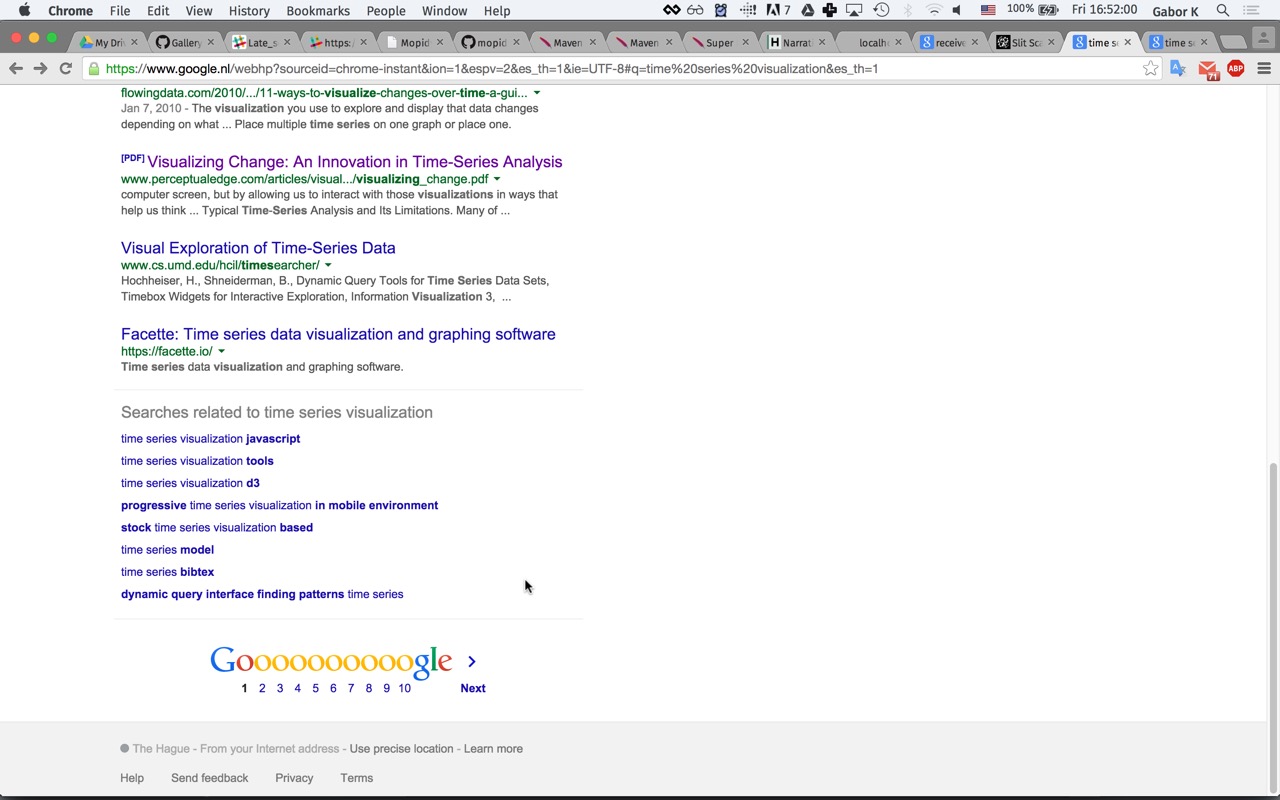 Chrome File Edit View History Bookmarks People Window Help 7 100% Fri 16:52:00 Gabor K
My Dri Gallery Late_s https: Mopid mopid Maven Maven Super Narrat localh receive Slit Sca time se time se
https://www.google.nl/webhp?sourceid=chrome-instant&ion=1&espv=2&es_th=1&ie=UTF-8#q=time%20series%20visualization&es_th=1 71 ABP
flowingdata.com/2010/.../11-ways-to-visualize-changes-over-time-a-gui...
Jan 7, 2010 - The visualization you use to explore and display that data changes
depending on what ... Place multiple time series on one graph or place one.
[PDF] Visualizing Change: An Innovation in Time-Series Analysis
www.perceptualedge.com/articles/visual.../visualizing_change.pdf
computer screen, but by allowing us to interact with those visualizations in ways that
help us think ... Typical Time-Series Analysis and Its Limitations. Many of ...
Visual Exploration of Time-Series Data
www.cs.umd.edu/hcil/timesearcher/
Hochheiser, H., Shneiderman, B., Dynamic Query Tools for Time Series Data Sets,
Timebox Widgets for Interactive Exploration, Information Visualization 3, ...
Facette: Time series data visualization and graphing software
https://facette.io/
Time series data visualization and graphing software.
Searches related to time series visualization
time series visualization javascript
time series visualization tools
time series visualization d3
progressive time series visualization in mobile environment
stock time series visualization based
time series model
time series bibtex
dynamic query interface finding patterns time series
Goooooooooogle
1 2 3 4 5 6 7 8 9 10 Next
The Hague - From your Internet address - Use precise location - Learn more
Help Send feedback Privacy Terms